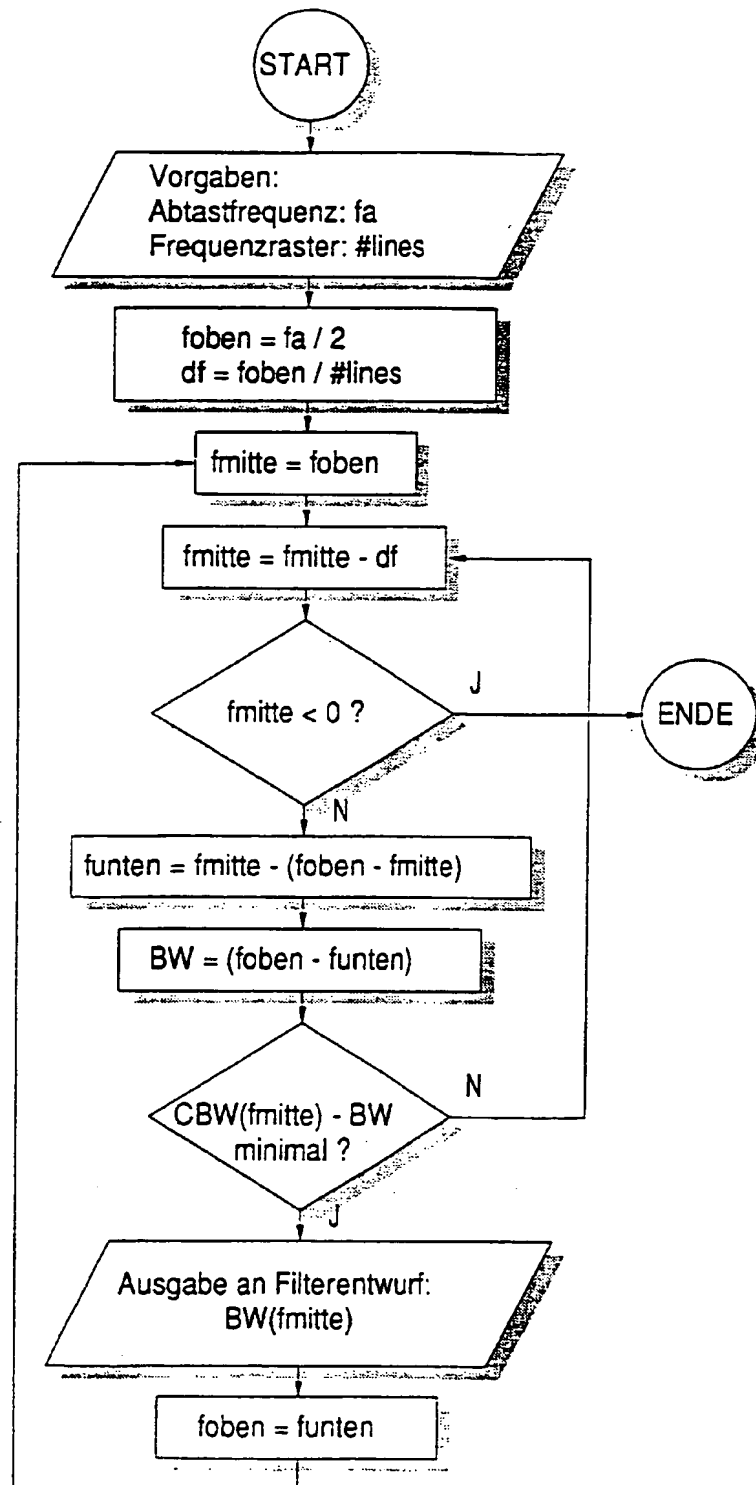 START
Vorgaben:
Abtastfrequenz: fa
Frequenzraster: #lines
foben = fa / 2
df = foben / #lines
fmitte = foben
fmitte = fmitte - df
fmitte < 0 ?
J
ENDE
N
funten = fmitte - (foben - fmitte)
BW = (foben - funten)
CBW(fmitte) - BW
minimal ?
N
J
Ausgabe an Filterentwurf:
BW(fmitte)
foben = funten